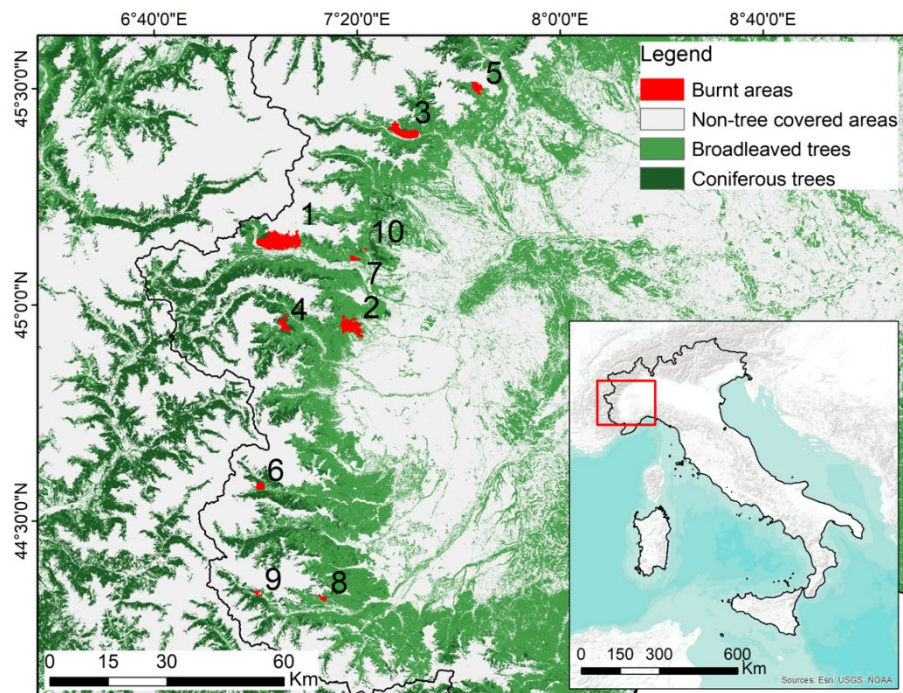 6°40'0"E 7°20'0"E 8°0'0"E 8°40'0"E
45°30'0"N
45°0'0"N
44°30'0"N
Legend
Burnt areas
Non-tree covered areas
Broadleaved trees
Coniferous trees
5
3
1
10
7
4
2
6
9
8
0 15 30 60
Km
0 150 300 600
Km
Sources: Esri, USGS, NOAA